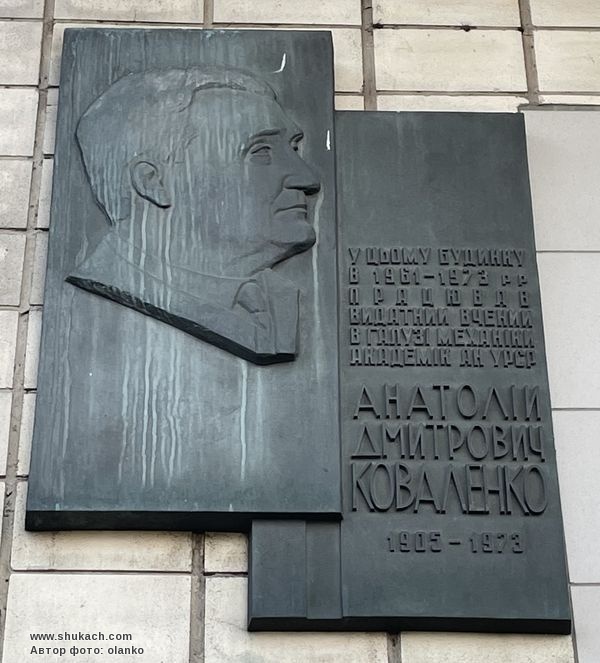 У ЦЬОМУ БУДИНКУ
В 1961-1973 РР
ПРАЦЮВАВ
ВИДАТНИЙ ВЧЕНИЙ
В ГАЛУЗІ МЕХАНІКИ
АКАДЕМІК АН УРСР
АНАТОЛІЙ
ДМИТРОВИЧ
КОВАЛЕНКО
1905-1973
www.shukach.com
Автор фото: olanko